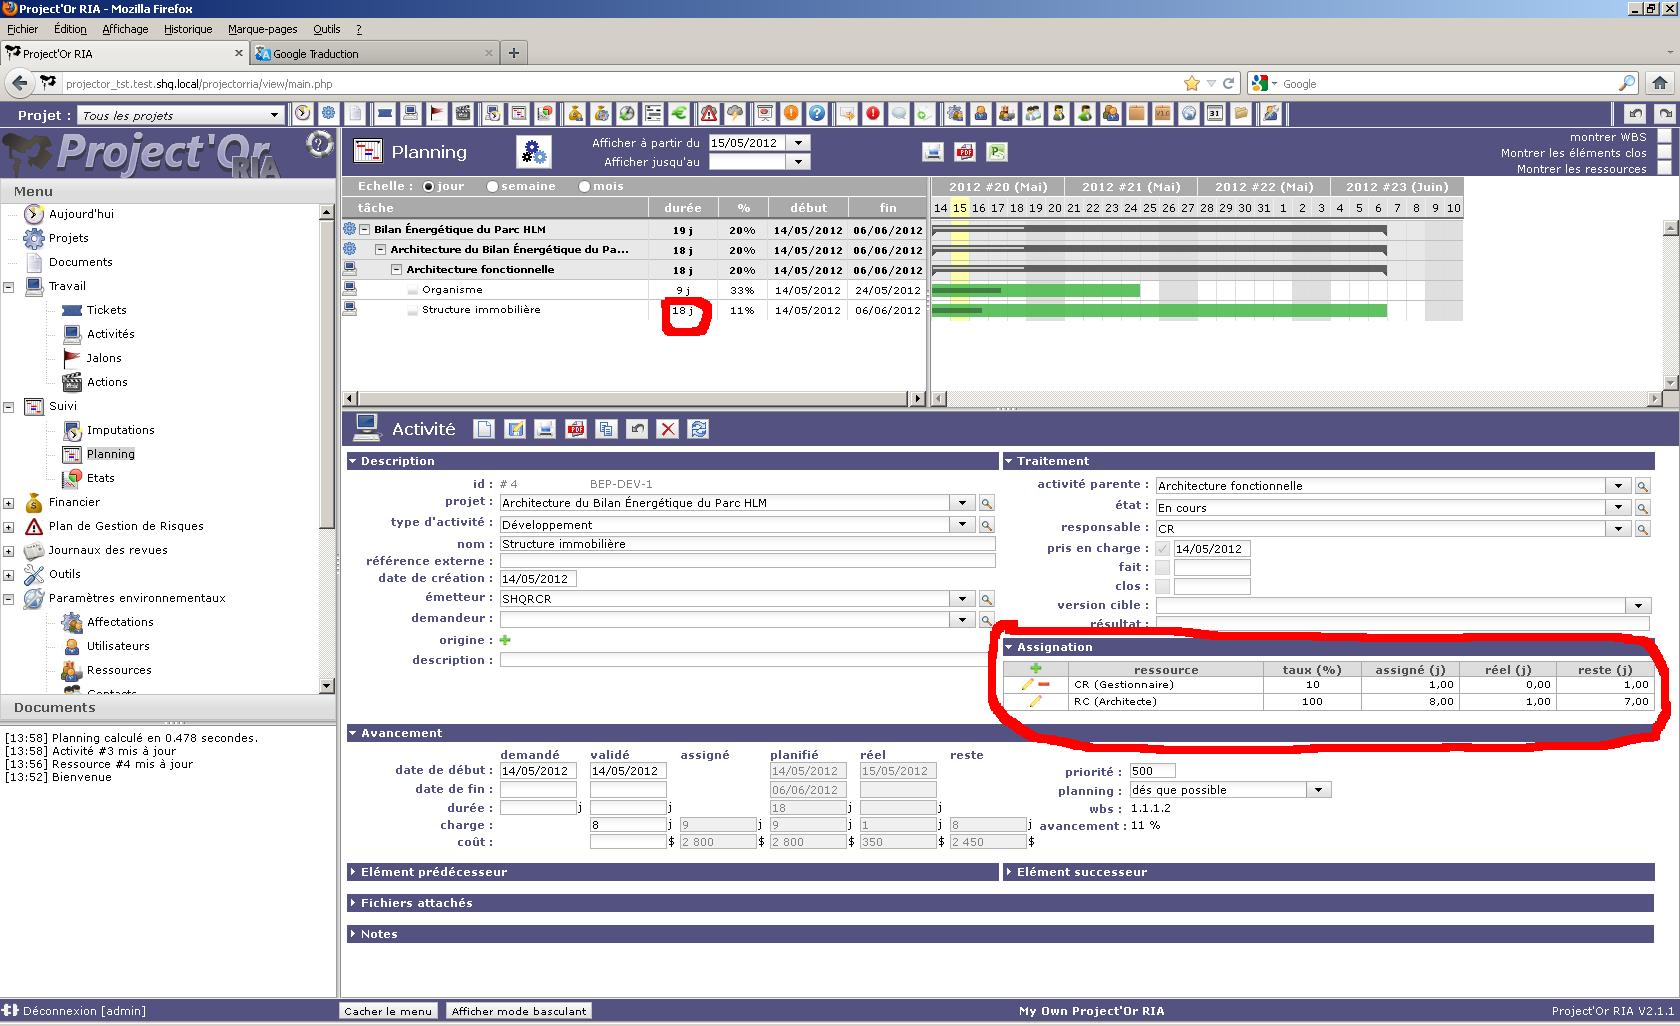 Project'Or RIA - Mozilla Firefox
Fichier Édition Affichage Historique Marque-pages Outils ?
Project'Or RIA × Google Traduction × +
projector_tst.test.shq.local/projectorria/view/main.php Google
Projet : Tous les projets
Project'Or RIA
Menu
Aujourd'hui
Projets
Documents
Travail
Tickets
Activités
Jalons
Actions
Suivi
Imputations
Planning
Etats
Financier
Plan de Gestion de Risques
Journaux des revues
Outils
Paramètres environnementaux
Affectations
Utilisateurs
Ressources
Contacts
Documents
[13:58] Planning calculé en 0.478 secondes.
[13:58] Activité #3 mis à jour
[13:56] Ressource #4 mis à jour
[13:52] Bienvenue
Planning
Afficher à partir du 15/05/2012
Afficher jusqu'au
montrer WBS
Montrer les éléments clos
Montrer les ressources
Echelle : jour semaine mois
tâche durée % début fin
Bilan Énergétique du Parc HLM 19 j 20% 14/05/2012 06/06/2012
Architecture du Bilan Énergétique du Pa... 18 j 20% 14/05/2012 06/06/2012
Architecture fonctionnelle 18 j 20% 14/05/2012 06/06/2012
Organisme 9 j 33% 14/05/2012 24/05/2012
Structure immobilière 18 j 11% 14/05/2012 06/06/2012
2012 #20 (Mai) 2012 #21 (Mai) 2012 #22 (Mai) 2012 #23 (Juin)
14 15 16 17 18 19 20 21 22 23 24 25 26 27 28 29 30 31 1 2 3 4 5 6 7 8 9 10
Activité
Description
id : # 4 BEP-DEV-1
projet : Architecture du Bilan Énergétique du Parc HLM
type d'activité : Développement
nom : Structure immobilière
référence externe :
date de création : 14/05/2012
émetteur : SHQRCR
demandeur :
origine :
description :
Traitement
activité parente : Architecture fonctionnelle
état : En cours
responsable : CR
pris en charge : 14/05/2012
fait :
clos :
version cible :
résultat :
Assignation
ressource taux (%) assigné (j) réel (j) reste (j)
CR (Gestionnaire) 10 1,00 0,00 1,00
RC (Architecte) 100 8,00 1,00 7,00
Avancement
demandé validé assigné planifié réel reste
date de début : 14/05/2012 14/05/2012 14/05/2012 15/05/2012
date de fin : 06/06/2012
durée : j j 18 j
charge : 8 j 9 j 9 j 1 j 8 j
coût : $ 2 800 $ 2 800 $ 350 $ 2 450 $
priorité : 500
planning : dés que possible
wbs : 1.1.1.2
avancement : 11 %
Elément prédécesseur
Elément successeur
Fichiers attachés
Notes
Déconnexion [admin] Cacher le menu Afficher mode basculant My Own Project'Or RIA Project'Or RIA V2.1.1